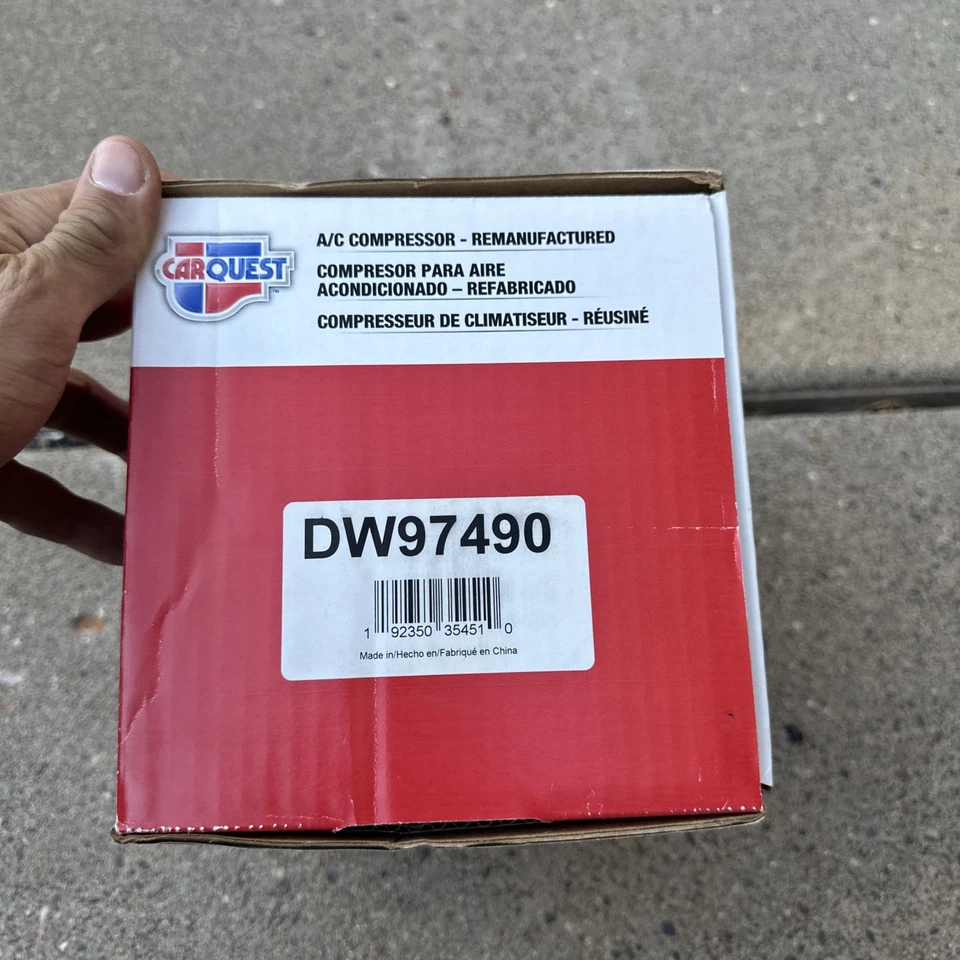 CARQUEST™
A/C COMPRESSOR - REMANUFACTURED
COMPRESOR PARA AIRE
ACONDICIONADO – REFABRICADO
COMPRESSEUR DE CLIMATISEUR - RÉUSINÉ
DW97490
1 92350 35451 0
Made in/Hecho en/Fabriqué en China